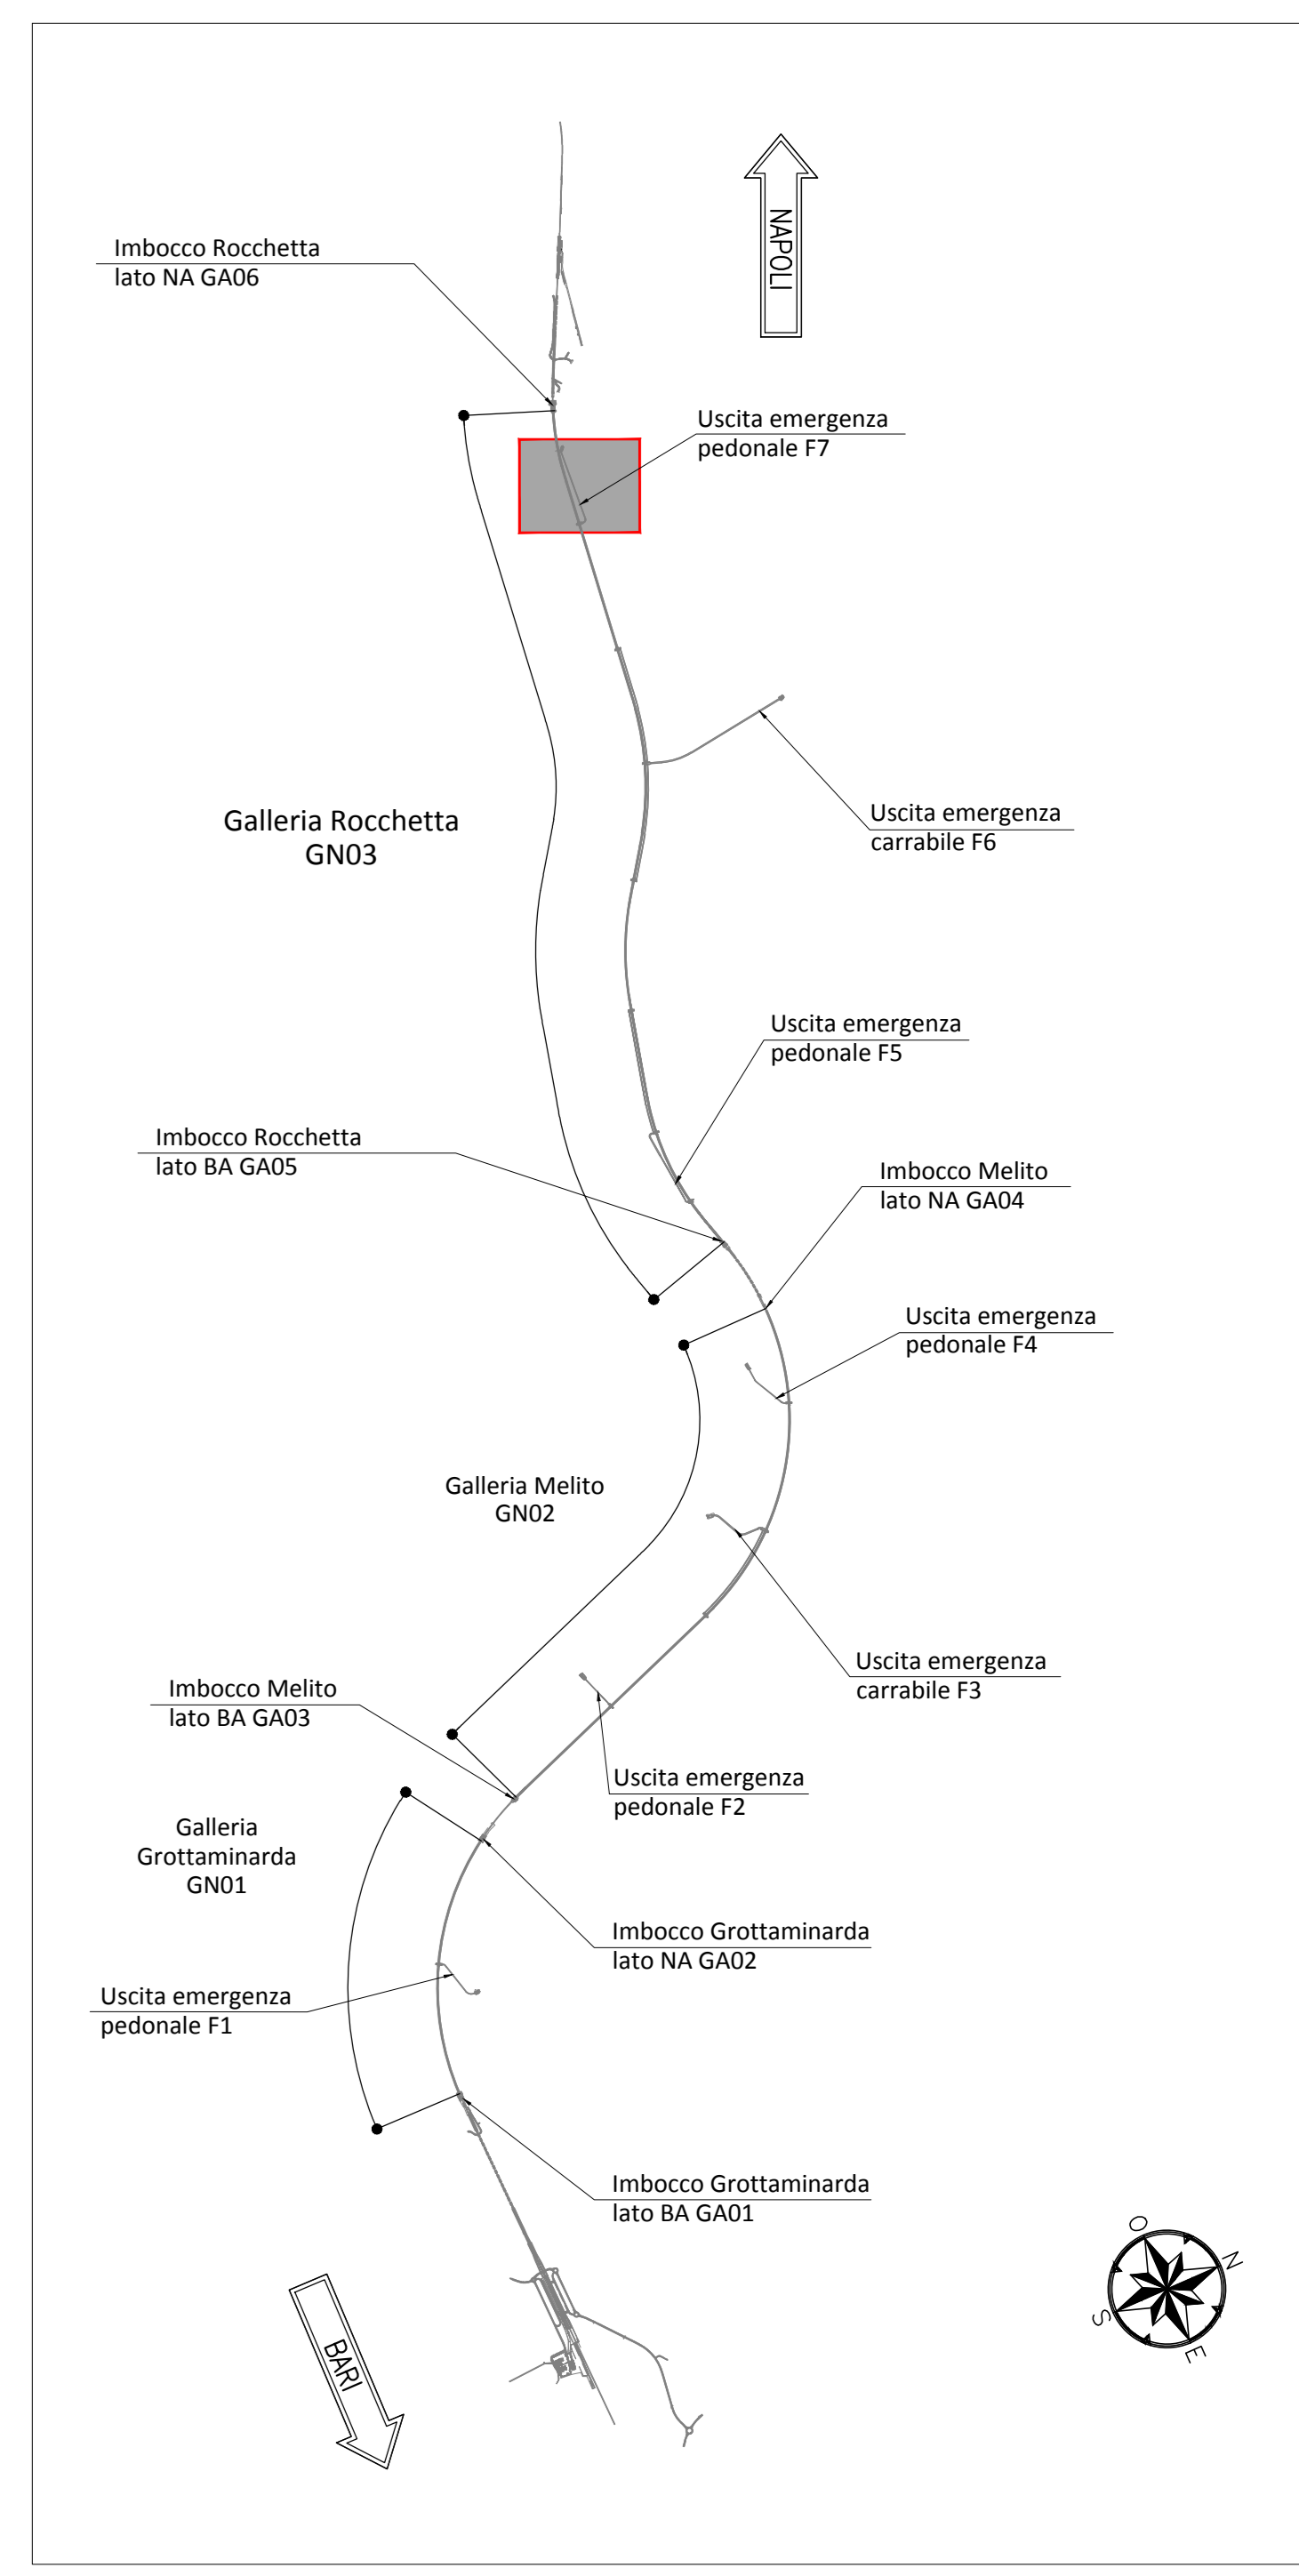 NAPOLI
Imbocco Rocchetta
lato NA GA06
Uscita emergenza
pedonale F7
Uscita emergenza
carrabile F6
Galleria Rocchetta
GN03
Uscita emergenza
pedonale F5
Imbocco Rocchetta
lato BA GA05
Imbocco Melito
lato NA GA04
Uscita emergenza
pedonale F4
Galleria Melito
GN02
Uscita emergenza
carrabile F3
Imbocco Melito
lato BA GA03
Uscita emergenza
pedonale F2
Galleria
Grottaminarda
GN01
Imbocco Grottaminarda
lato NA GA02
Uscita emergenza
pedonale F1
Imbocco Grottaminarda
lato BA GA01
O
N
S
E
BARI